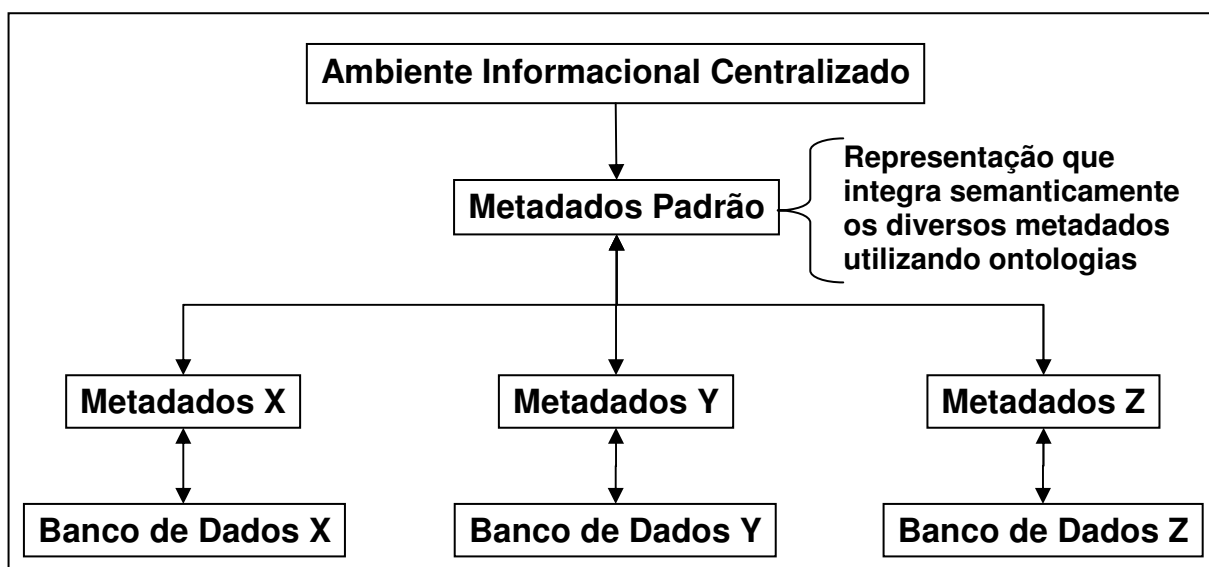 Ambiente Informacional Centralizado
Metadados Padrão
Representação que
integra semanticamente
os diversos metadados
utilizando ontologias
Metadados X
Metadados Y
Metadados Z
Banco de Dados X
Banco de Dados Y
Banco de Dados Z